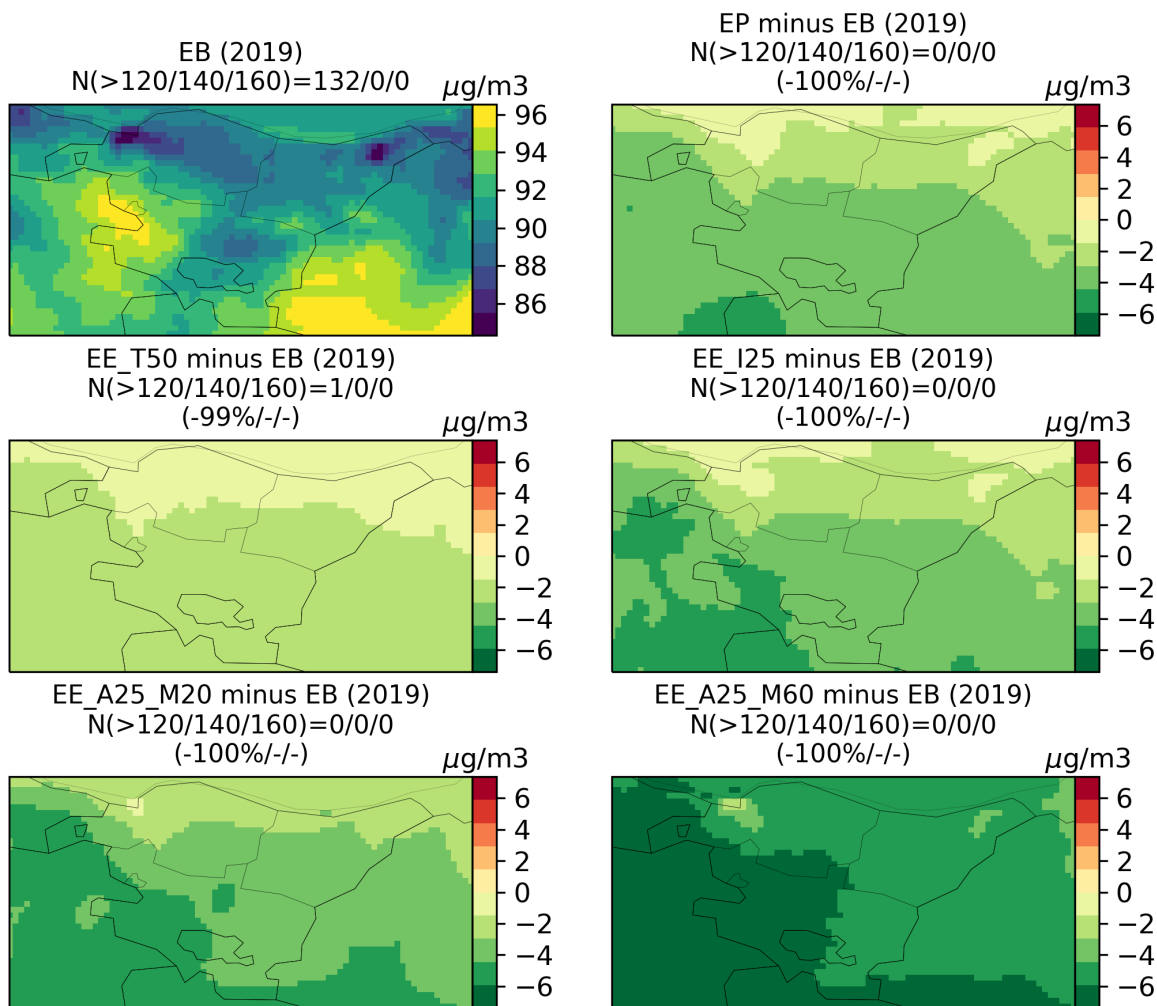 EB (2019)
N(>120/140/160)=132/0/0
μg/m3
96
94
92
90
88
86
EP minus EB (2019)
N(>120/140/160)=0/0/0
(-100%/-/-)
μg/m3
6
4
2
0
−2
−4
−6
EE_T50 minus EB (2019)
N(>120/140/160)=1/0/0
(-99%/-/-)
μg/m3
6
4
2
0
−2
−4
−6
EE_I25 minus EB (2019)
N(>120/140/160)=0/0/0
(-100%/-/-)
μg/m3
6
4
2
0
−2
−4
−6
EE_A25_M20 minus EB (2019)
N(>120/140/160)=0/0/0
(-100%/-/-)
μg/m3
6
4
2
0
−2
−4
−6
EE_A25_M60 minus EB (2019)
N(>120/140/160)=0/0/0
(-100%/-/-)
μg/m3
6
4
2
0
−2
−4
−6